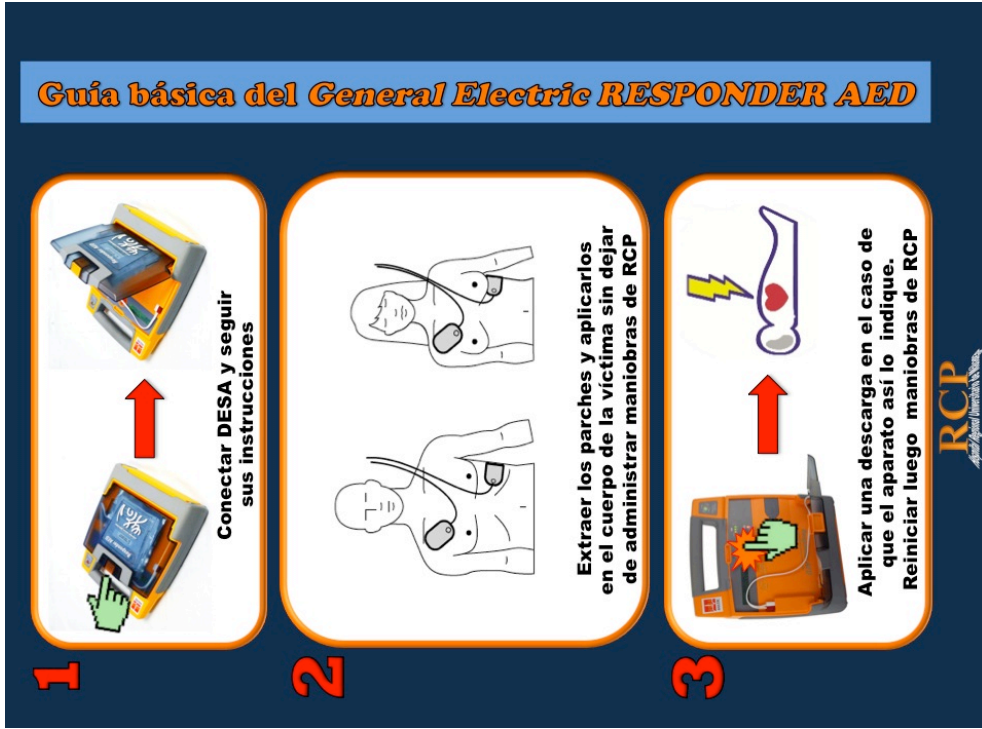 Guía básica del General Electric RESPONDER AED
1
Conectar DESA y seguir
sus instrucciones
2
Extraer los parches y aplicarlos
en el cuerpo de la víctima sin dejar
de administrar maniobras de RCP
3
Aplicar una descarga en el caso de
que el aparato así lo indique.
Reiniciar luego maniobras de RCP
RCP